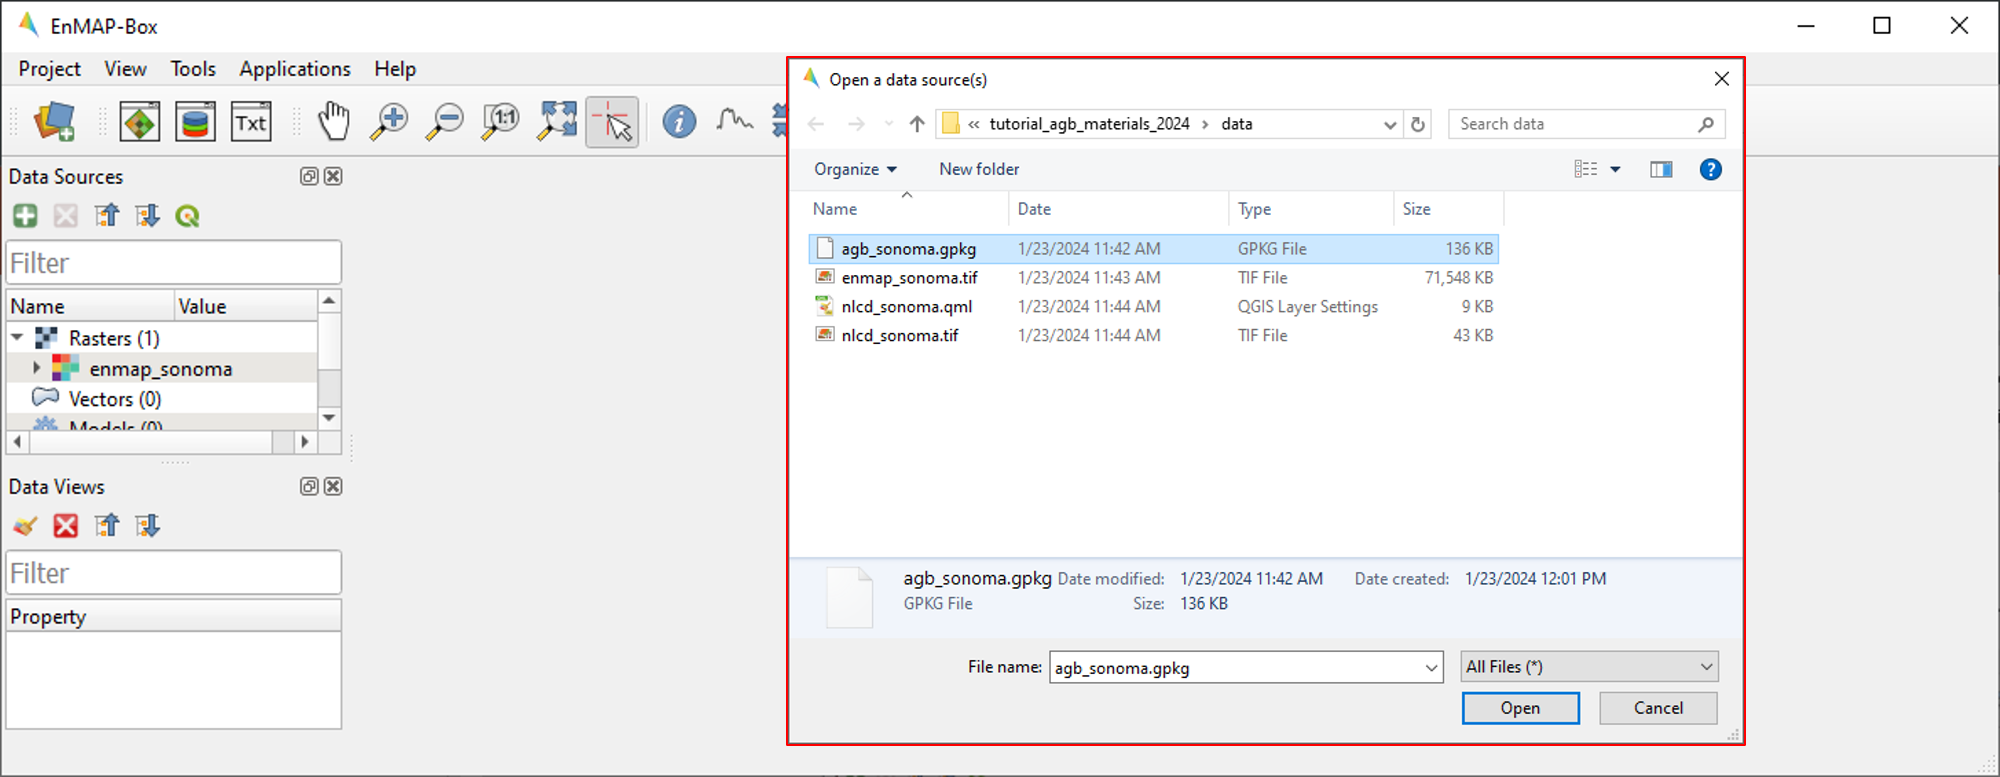 EnMAP-Box
Project View Tools Applications Help
Txt 1:1
Data Sources
Filter
Name Value
Rasters (1)
enmap_sonoma
Vectors (0)
Models (0)
Data Views
Filter
Property
Open a data source(s)
« tutorial_agb_materials_2024 › data
Search data
Organize New folder
Name Date Type Size
agb_sonoma.gpkg 1/23/2024 11:42 AM GPKG File 136 KB
enmap_sonoma.tif 1/23/2024 11:43 AM TIF File 71,548 KB
nlcd_sonoma.qml 1/23/2024 11:44 AM QGIS Layer Settings 9 KB
nlcd_sonoma.tif 1/23/2024 11:44 AM TIF File 43 KB
agb_sonoma.gpkg Date modified: 1/23/2024 11:42 AM Date created: 1/23/2024 12:01 PM
GPKG File Size: 136 KB
File name: agb_sonoma.gpkg All Files (*)
Open Cancel